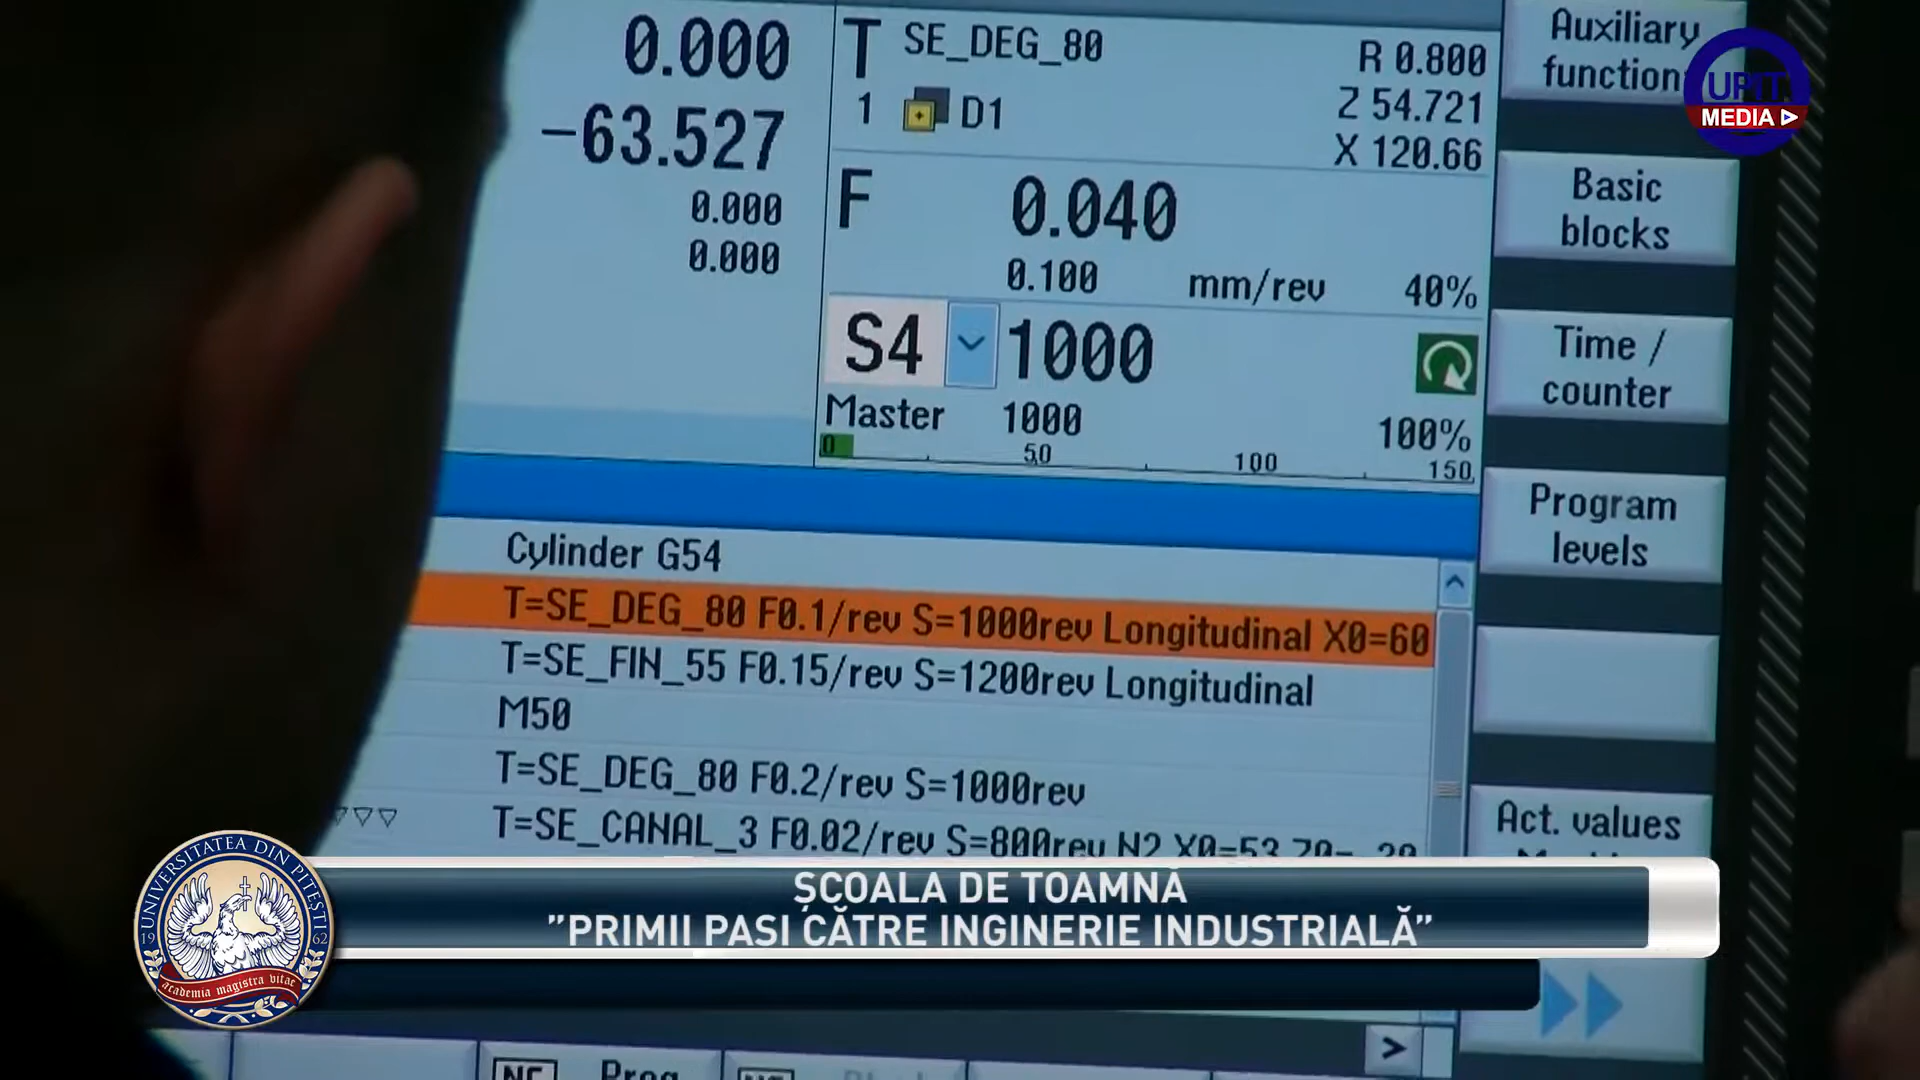 0.000
-63.527
0.000
0.000
T SE_DEG_80 R 0.800
1 D1 Z 54.721
X 120.66
F 0.040
0.100 mm/rev 40%
S4 1000
Master 1000 100%
0 50 100 150
Cylinder G54
T=SE_DEG_80 F0.1/rev S=1000rev Longitudinal X0=60
T=SE_FIN_55 F0.15/rev S=1200rev Longitudinal
M50
T=SE_DEG_80 F0.2/rev S=1000rev
T=SE_CANAL_3 F0.02/rev S=800rev N2
Auxiliary
function
Basic
blocks
Time /
counter
Program
levels
Act. values
UPIT
MEDIA
ȘCOALA DE TOAMNĂ
”PRIMII PASI CĂTRE INGINERIE INDUSTRIALĂ”
UNIVERSITATEA DIN PITEȘTI
19 62
academia magistra vitae
>
NC Prog